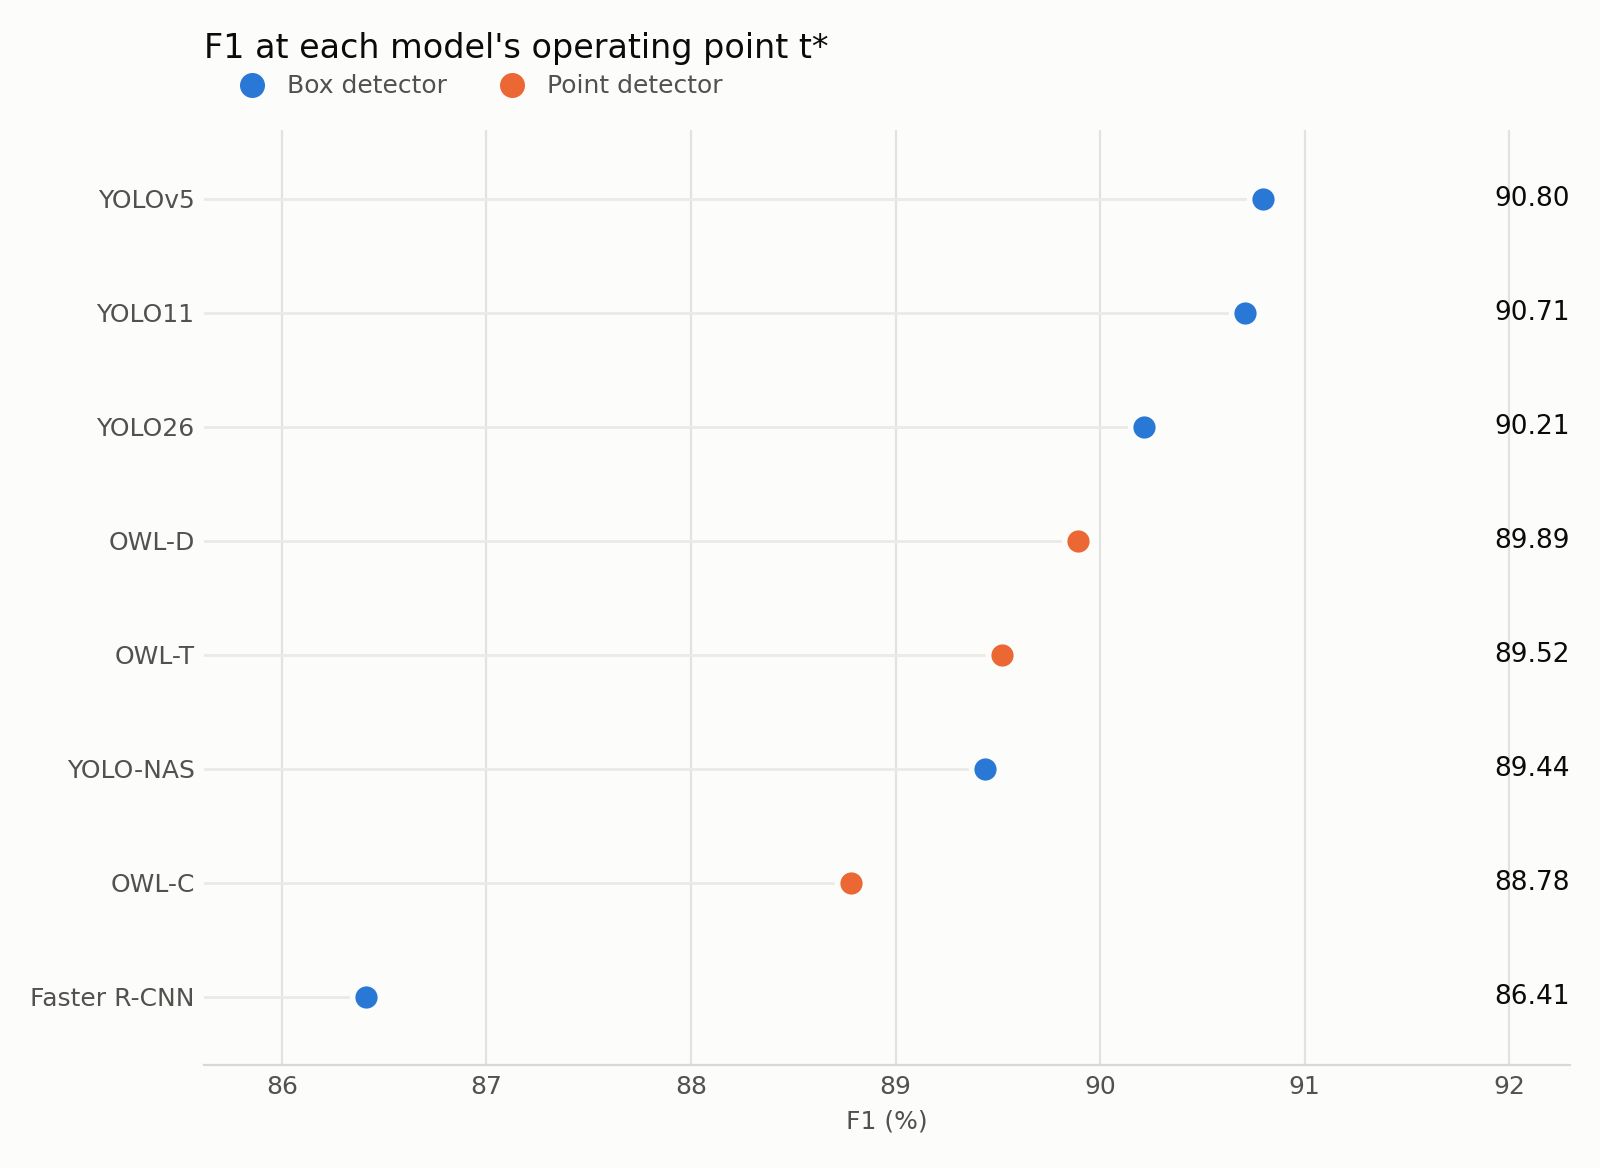 F1 at each model's operating point t*
Box detector Point detector
YOLOv5 90.80
YOLO11 90.71
YOLO26 90.21
OWL-D 89.89
OWL-T 89.52
YOLO-NAS 89.44
OWL-C 88.78
Faster R-CNN 86.41
86 87 88 89 90 91 92
F1 (%)